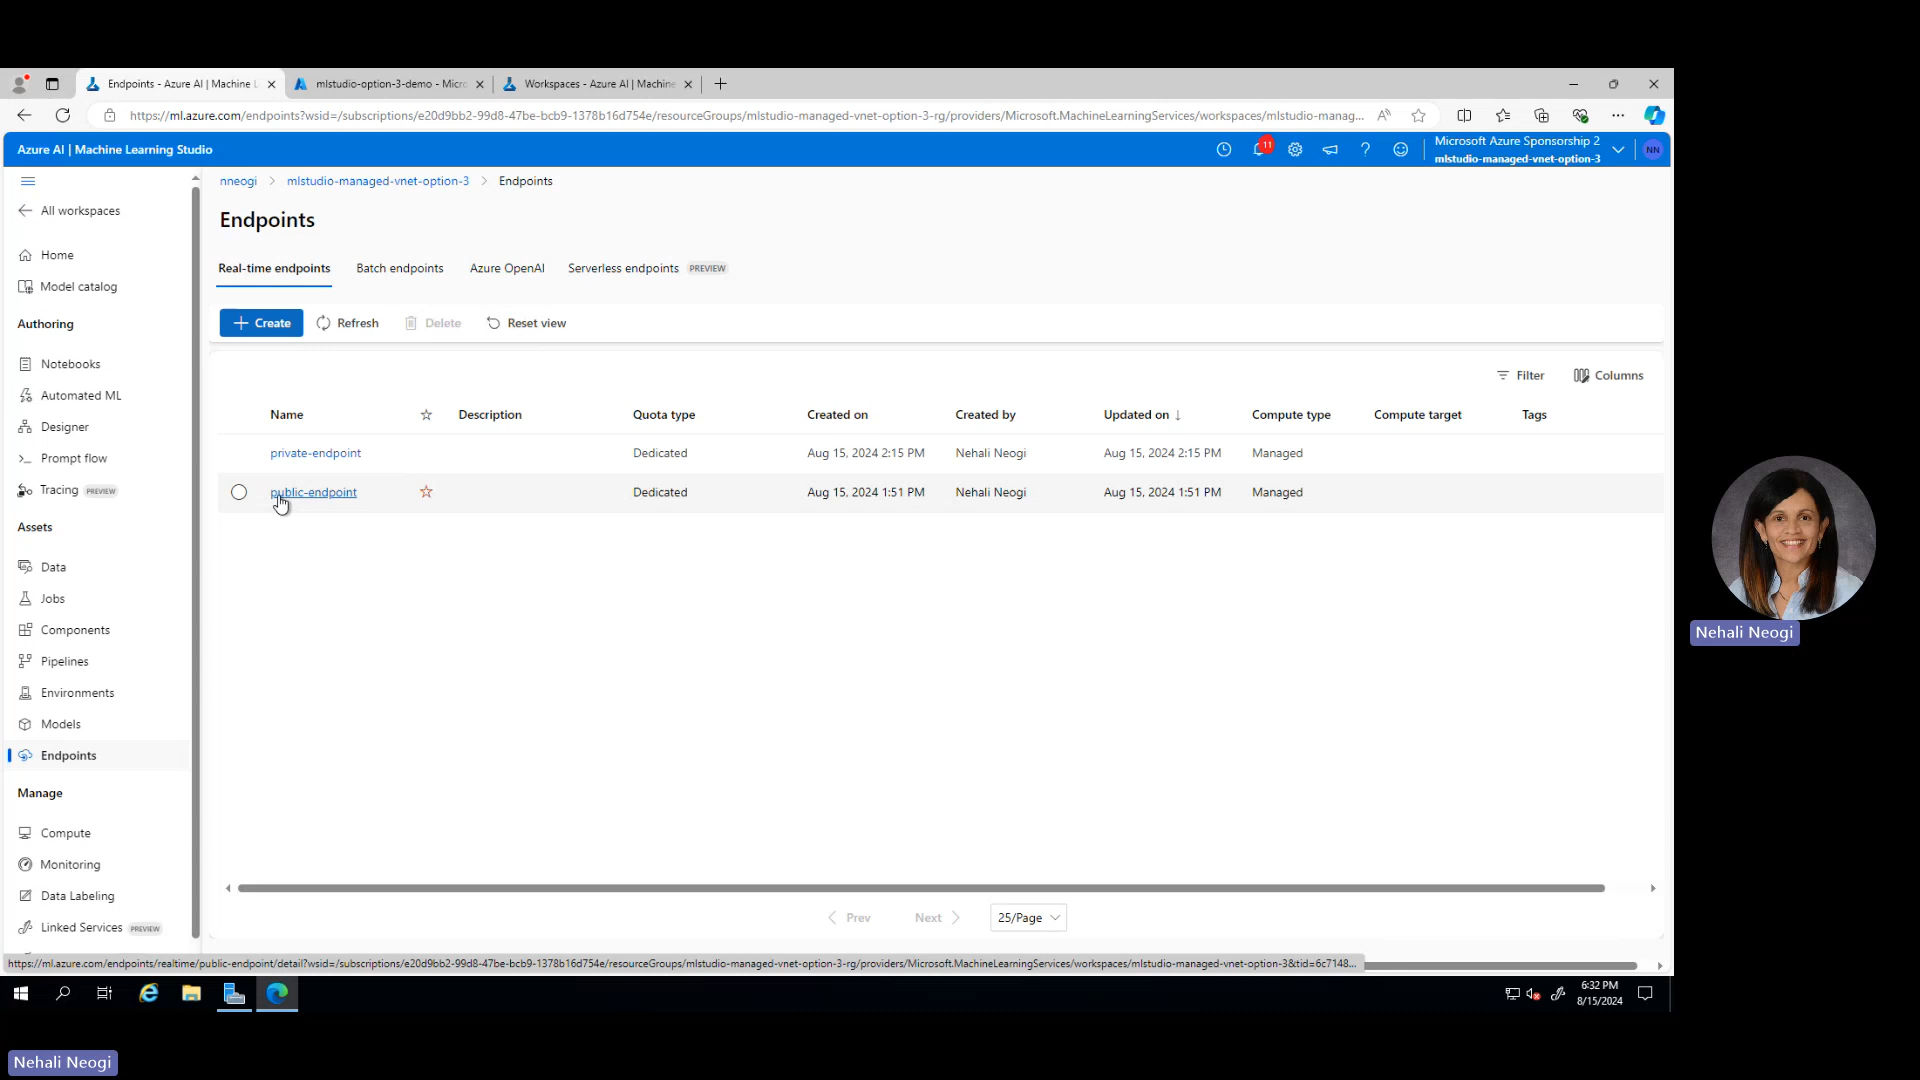 Endpoints - Azure AI | Machine L
mlstudio-option-3-demo - Micro
Workspaces - Azure AI | Machine
https://ml.azure.com/endpoints?wsid=/subscriptions/e20d9bb2-99d8-47be-bcb9-1378b16d754e/resourceGroups/mlstudio-managed-vnet-option-3-rg/providers/Microsoft.MachineLearningServices/workspaces/mlstudio-manag...
Azure AI | Machine Learning Studio
11
Microsoft Azure Sponsorship 2
mlstudio-managed-vnet-option-3
NN
All workspaces
Home
Model catalog
Authoring
Notebooks
Automated ML
Designer
Prompt flow
Tracing PREVIEW
Assets
Data
Jobs
Components
Pipelines
Environments
Models
Endpoints
Manage
Compute
Monitoring
Data Labeling
Linked Services PREVIEW
nneogi > mlstudio-managed-vnet-option-3 > Endpoints
Endpoints
Real-time endpoints Batch endpoints Azure OpenAI Serverless endpoints PREVIEW
Create Refresh Delete Reset view
Filter Columns
Name Description Quota type Created on Created by Updated on ↓ Compute type Compute target Tags
private-endpoint Dedicated Aug 15, 2024 2:15 PM Nehali Neogi Aug 15, 2024 2:15 PM Managed
public-endpoint Dedicated Aug 15, 2024 1:51 PM Nehali Neogi Aug 15, 2024 1:51 PM Managed
Prev Next 25/Page
https://ml.azure.com/endpoints/realtime/public-endpoint/detail?wsid=/subscriptions/e20d9bb2-99d8-47be-bcb9-1378b16d754e/resourceGroups/mlstudio-managed-vnet-option-3-rg/providers/Microsoft.MachineLearningServices/workspaces/mlstudio-managed-vnet-option-3&tid=6c7148...
6:32 PM
8/15/2024
Nehali Neogi
Nehali Neogi